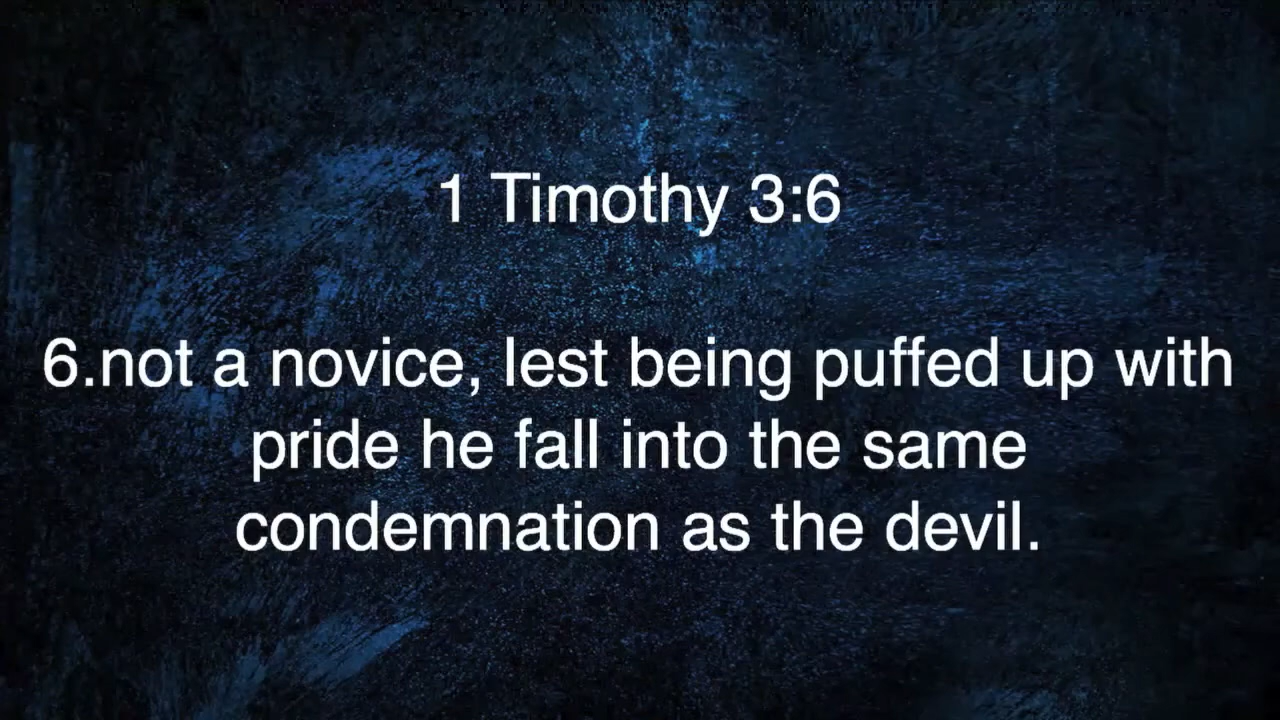 1 Timothy 3:6
6.not a novice, lest being puffed up with
pride he fall into the same
condemnation as the devil.